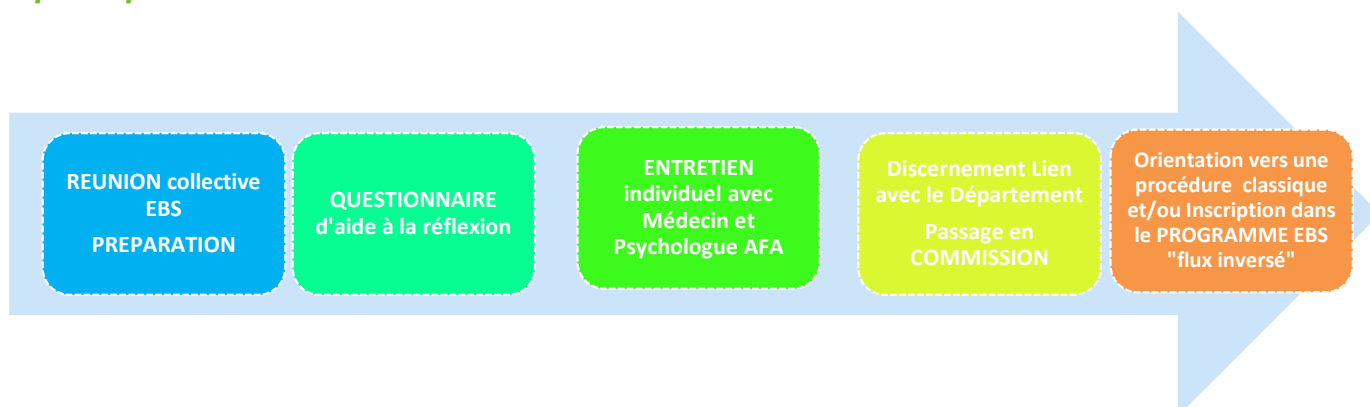 REUNION collective
EBS
PREPARATION
QUESTIONNAIRE
d'aide à la réflexion
ENTRETIEN
individuel avec
Médecin et
Psychologue AFA
Discernement Lien
avec le Département
Passage en
COMMISSION
Orientation vers une
procédure classique
et/ou Inscription dans
le PROGRAMME EBS
"flux inversé"